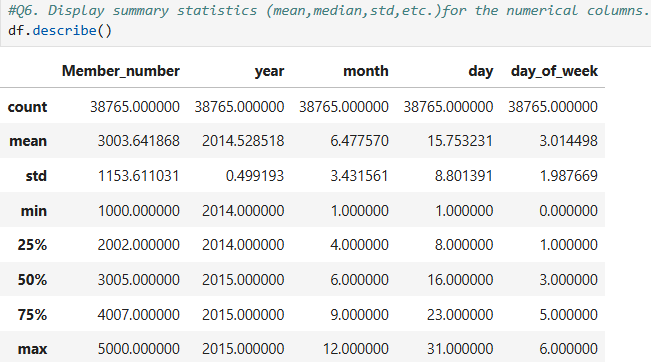 #Q6. Display summary statistics (mean,median,std,etc.)for the numerical columns.
df.describe()
Member_number year month day day_of_week
count 38765.000000 38765.000000 38765.000000 38765.000000 38765.000000
mean 3003.641868 2014.528518 6.477570 15.753231 3.014498
std 1153.611031 0.499193 3.431561 8.801391 1.987669
min 1000.000000 2014.000000 1.000000 1.000000 0.000000
25% 2002.000000 2014.000000 4.000000 8.000000 1.000000
50% 3005.000000 2015.000000 6.000000 16.000000 3.000000
75% 4007.000000 2015.000000 9.000000 23.000000 5.000000
max 5000.000000 2015.000000 12.000000 31.000000 6.000000